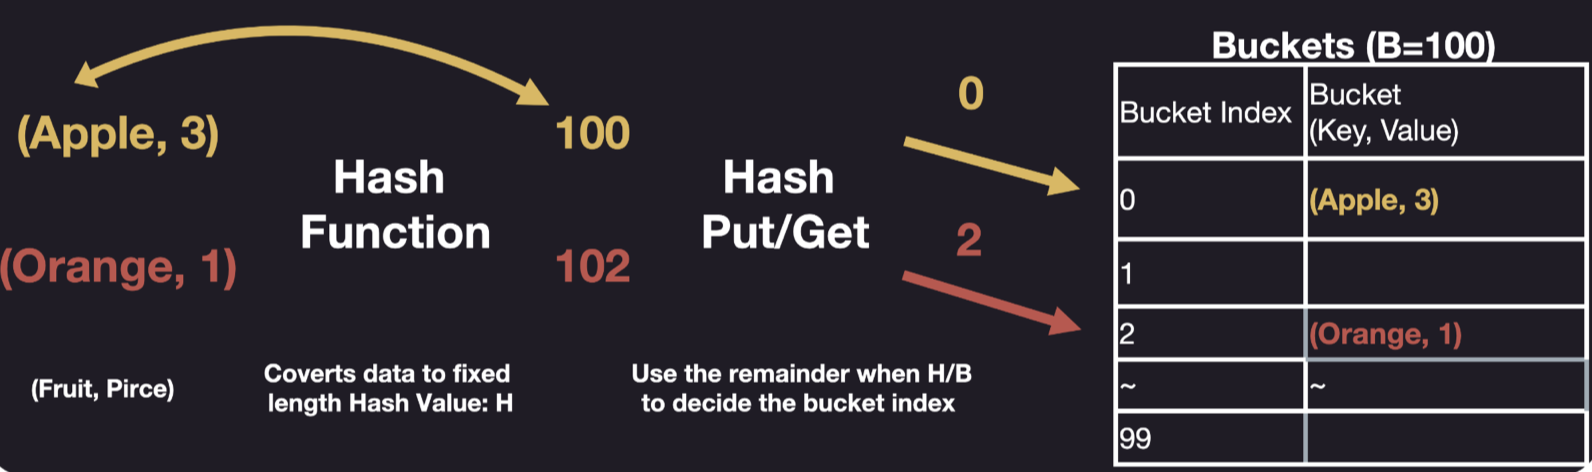 (Apple, 3)
(Orange, 1)
(Fruit, Pirce)
Hash
Function
Coverts data to fixed
length Hash Value: H
100
102
Hash
Put/Get
Use the remainder when H/B
to decide the bucket index
0
2
Buckets (B=100)
Bucket Index
Bucket
(Key, Value)
0
(Apple, 3)
1
2
(Orange, 1)
~
~
99